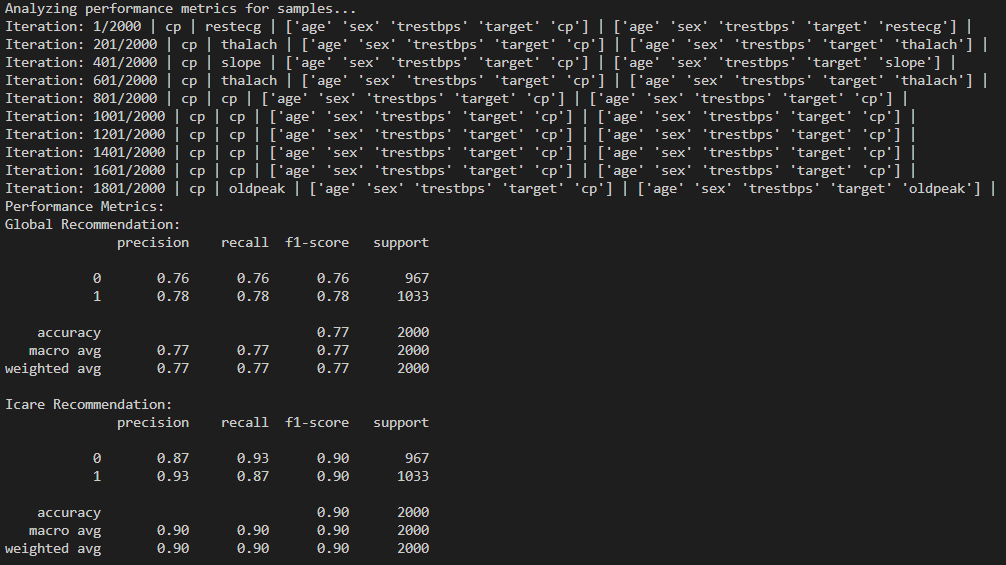 Analyzing performance metrics for samples...
Iteration: 1/2000 | cp | restecg | ['age' 'sex' 'trestbps' 'target' 'cp'] | ['age' 'sex' 'trestbps' 'target' 'restecg'] |
Iteration: 201/2000 | cp | thalach | ['age' 'sex' 'trestbps' 'target' 'cp'] | ['age' 'sex' 'trestbps' 'target' 'thalach'] |
Iteration: 401/2000 | cp | slope | ['age' 'sex' 'trestbps' 'target' 'cp'] | ['age' 'sex' 'trestbps' 'target' 'slope'] |
Iteration: 601/2000 | cp | thalach | ['age' 'sex' 'trestbps' 'target' 'cp'] | ['age' 'sex' 'trestbps' 'target' 'thalach'] |
Iteration: 801/2000 | cp | cp | ['age' 'sex' 'trestbps' 'target' 'cp'] | ['age' 'sex' 'trestbps' 'target' 'cp'] |
Iteration: 1001/2000 | cp | cp | ['age' 'sex' 'trestbps' 'target' 'cp'] | ['age' 'sex' 'trestbps' 'target' 'cp'] |
Iteration: 1201/2000 | cp | cp | ['age' 'sex' 'trestbps' 'target' 'cp'] | ['age' 'sex' 'trestbps' 'target' 'cp'] |
Iteration: 1401/2000 | cp | cp | ['age' 'sex' 'trestbps' 'target' 'cp'] | ['age' 'sex' 'trestbps' 'target' 'cp'] |
Iteration: 1601/2000 | cp | cp | ['age' 'sex' 'trestbps' 'target' 'cp'] | ['age' 'sex' 'trestbps' 'target' 'cp'] |
Iteration: 1801/2000 | cp | oldpeak | ['age' 'sex' 'trestbps' 'target' 'cp'] | ['age' 'sex' 'trestbps' 'target' 'oldpeak'] |
Performance Metrics:
Global Recommendation:
precision recall f1-score support
0 0.76 0.76 0.76 967
1 0.78 0.78 0.78 1033
accuracy 0.77 2000
macro avg 0.77 0.77 0.77 2000
weighted avg 0.77 0.77 0.77 2000
Icare Recommendation:
precision recall f1-score support
0 0.87 0.93 0.90 967
1 0.93 0.87 0.90 1033
accuracy 0.90 2000
macro avg 0.90 0.90 0.90 2000
weighted avg 0.90 0.90 0.90 2000